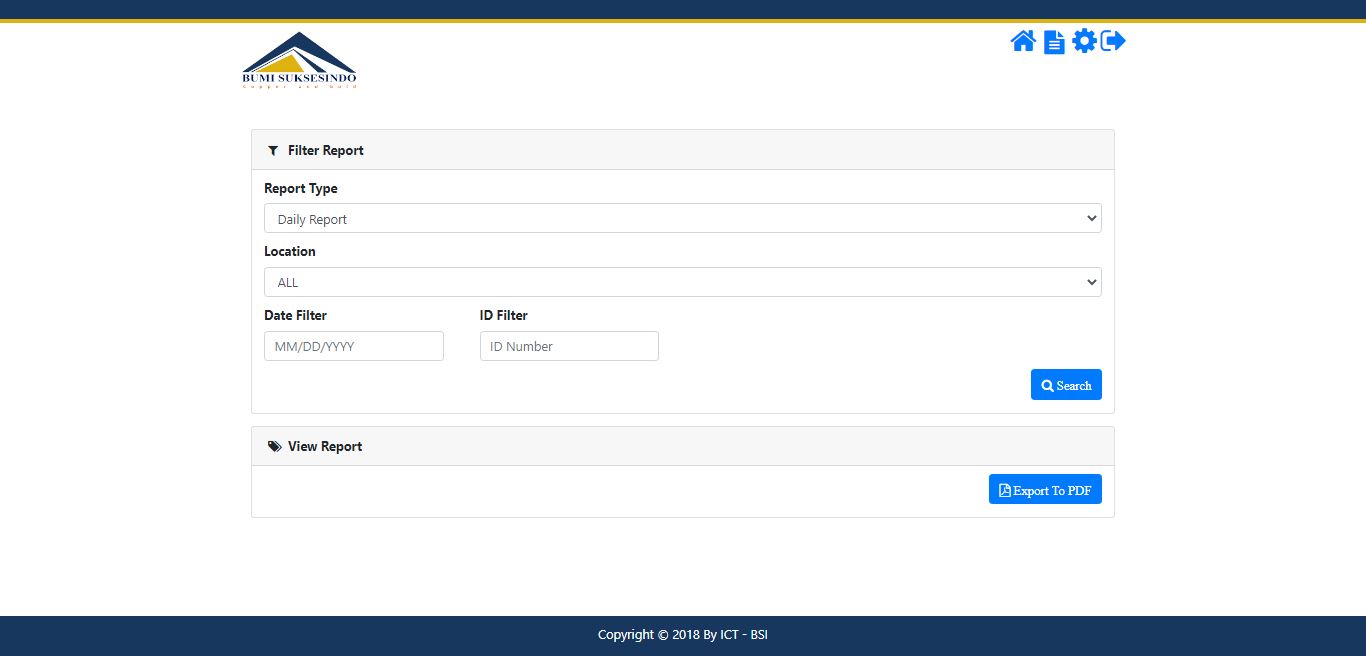 BUMI SUKSESINDO
Copper and Gold
Filter Report
Report Type
Daily Report
Location
ALL
Date Filter ID Filter
MM/DD/YYYY ID Number
Search
View Report
Export To PDF
Copyright © 2018 By ICT - BSI